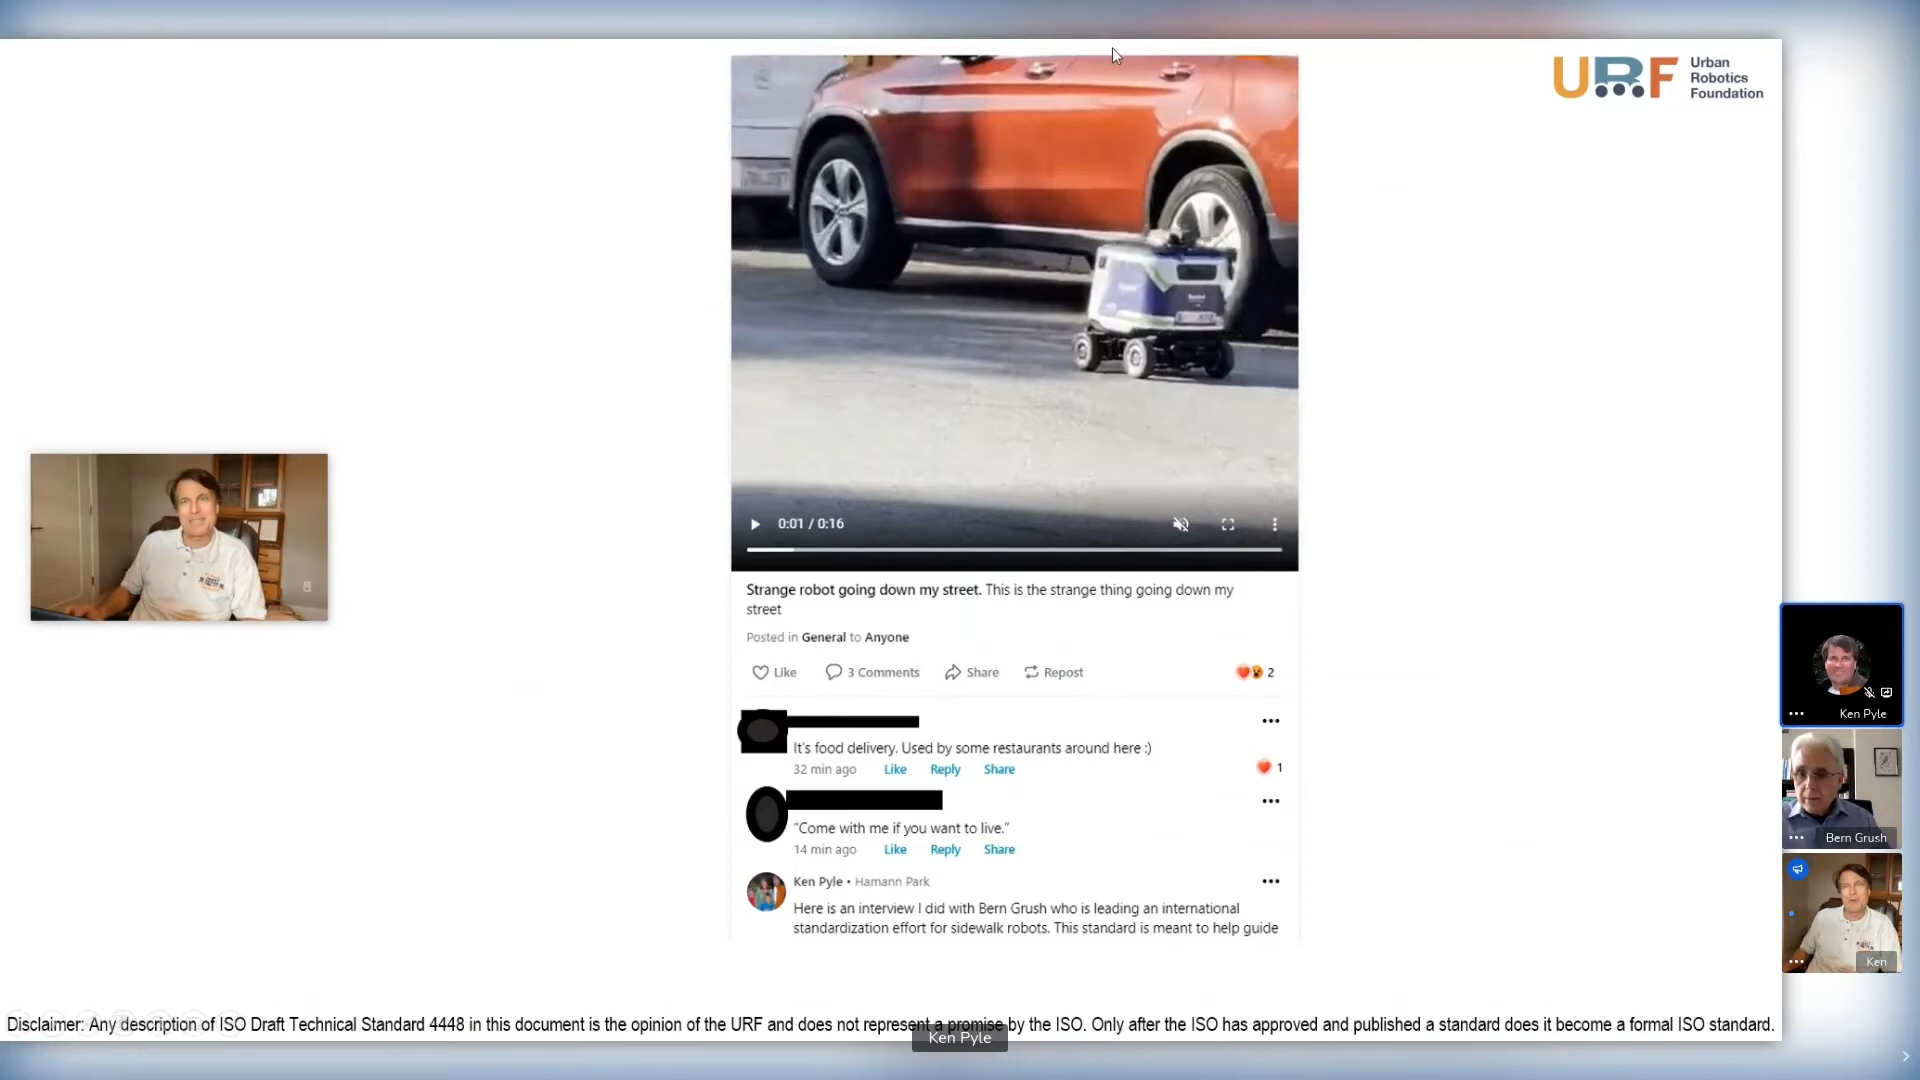 URF
Urban
Robotics
Foundation
0:01 / 0:16
Strange robot going down my street. This is the strange thing going down my
street
Posted in General to Anyone
Like 3 Comments Share Repost 2
It's food delivery. Used by some restaurants around here :)
32 min ago Like Reply Share 1
"Come with me if you want to live."
14 min ago Like Reply Share
Ken Pyle • Hamann Park
Here is an interview I did with Bern Grush who is leading an international
standardization effort for sidewalk robots. This standard is meant to help guide
Ken Pyle
Bern Grush
Ken
Disclaimer: Any description of ISO Draft Technical Standard 4448 in this document is the opinion of the URF and does not represent a promise by the ISO. Only after the ISO has approved and published a standard does it become a formal ISO standard.
Ken Pyle